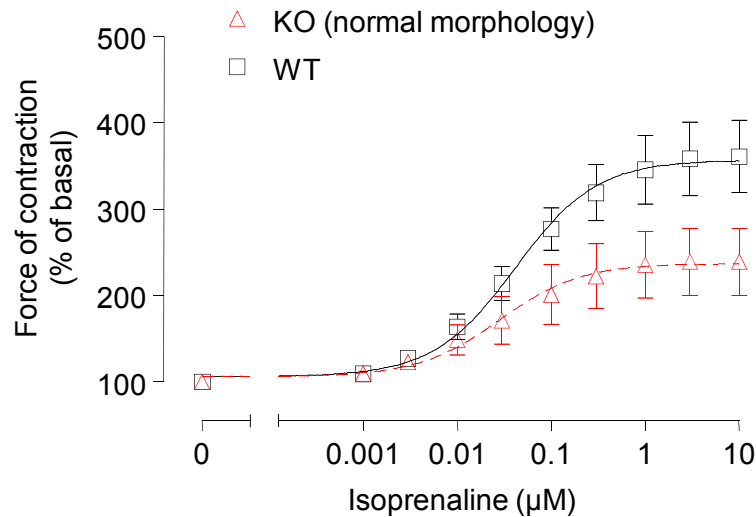 KO (normal morphology)
WT
Force of contraction
(% of basal)
500
400
300
200
100
0
0.001
0.01
0.1
1
10
Isoprenaline (µM)